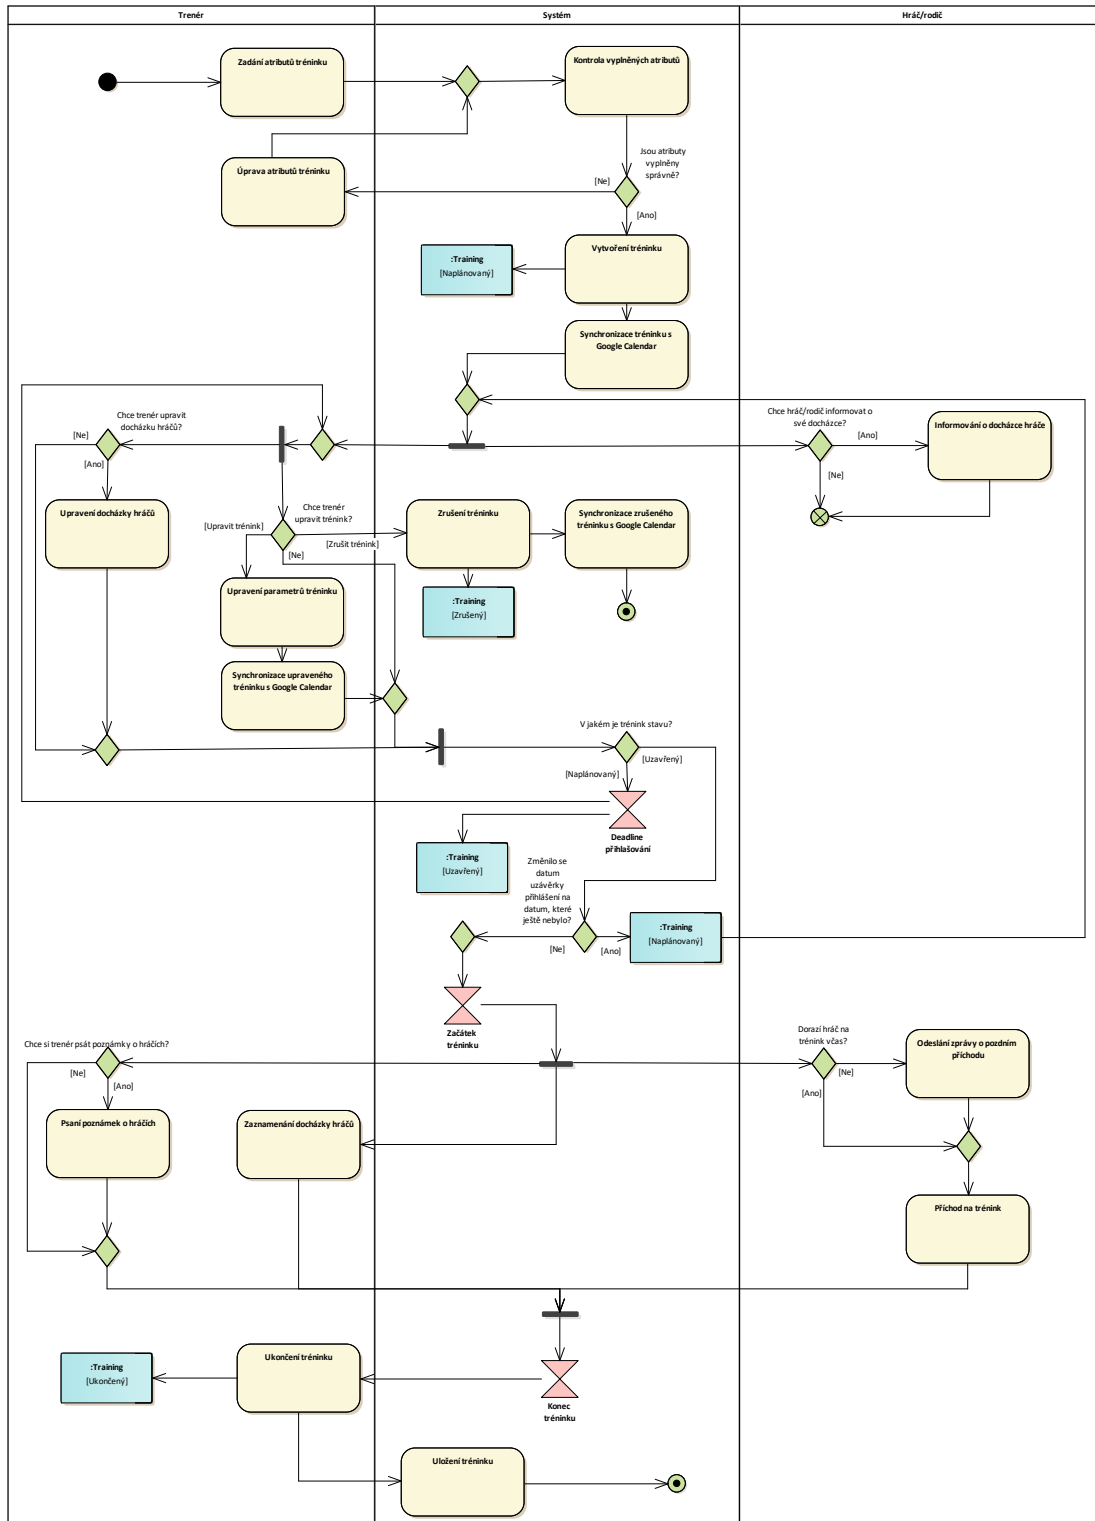 Trenér
Systém
Hráč/rodič
Zadání atributů tréninku
Kontrola vyplněných atributů
Jsou atributy
vyplněny
správně?
Úprava atributů tréninku
[Ne]
[Ano]
Vytvoření tréninku
:Training
[Naplánovaný]
Synchronizace tréninku s
Google Calendar
Chce trenér upravit
docházku hráčů?
[Ne]
[Ano]
Chce hráč/rodič informovat o
své docházce?
[Ano]
[Ne]
Informování o docházce hráče
Upravení docházky hráčů
Chce trenér
upravit trénink?
[Upravit trénink]
[Zrušit trénink]
[Ne]
Zrušení tréninku
Synchronizace zrušeného
tréninku s Google Calendar
:Training
[Zrušený]
Upravení parametrů tréninku
Synchronizace upraveného
tréninku s Google Calendar
V jakém je trénink stavu?
[Uzavřený]
[Naplánovaný]
Deadline
přihlašování
:Training
[Uzavřený]
Změnilo se
datum
uzávěrky
přihlášení na
datum, které
ještě nebylo?
[Ne]
[Ano]
:Training
[Naplánovaný]
Začátek
tréninku
Chce si trenér psát poznámky o hráčích?
[Ne]
[Ano]
Dorazí hráč na
trénink včas?
[Ne]
[Ano]
Odeslání zprávy o pozdním
příchodu
Psaní poznámek o hráčích
Zaznamenání docházky hráčů
Příchod na trénink
Ukončení tréninku
:Training
[Ukončený]
Konec
tréninku
Uložení tréninku